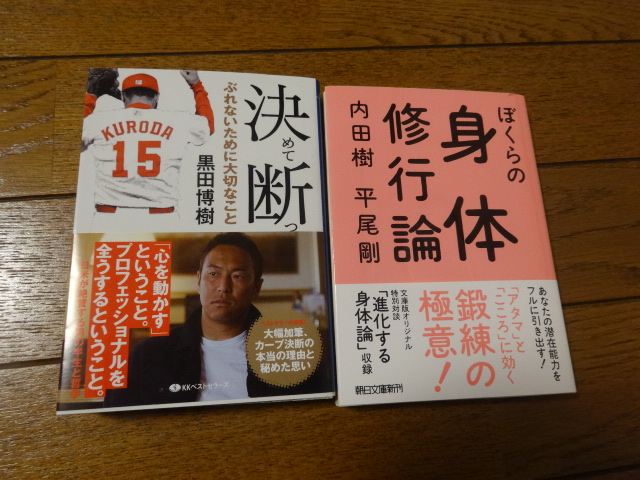 KURODA
15
決めて断つ
ぶれないために大切なこと
黒田博樹
「心を動かす」
ということ。
プロフェッショナルを
全うするということ。
大幅加筆、
カープ決断の
本当の理由と
秘めた思い
KKベストセラーズ
ぼくらの
身体
修行論
内田樹 平尾剛
あなたの潜在能力を
フルに引き出す!
「アタマ」と
「こころ」に効く
鍛練の
極意!
文庫版オリジナル
特別対談
「進化する
身体論」収録
朝日文庫新刊